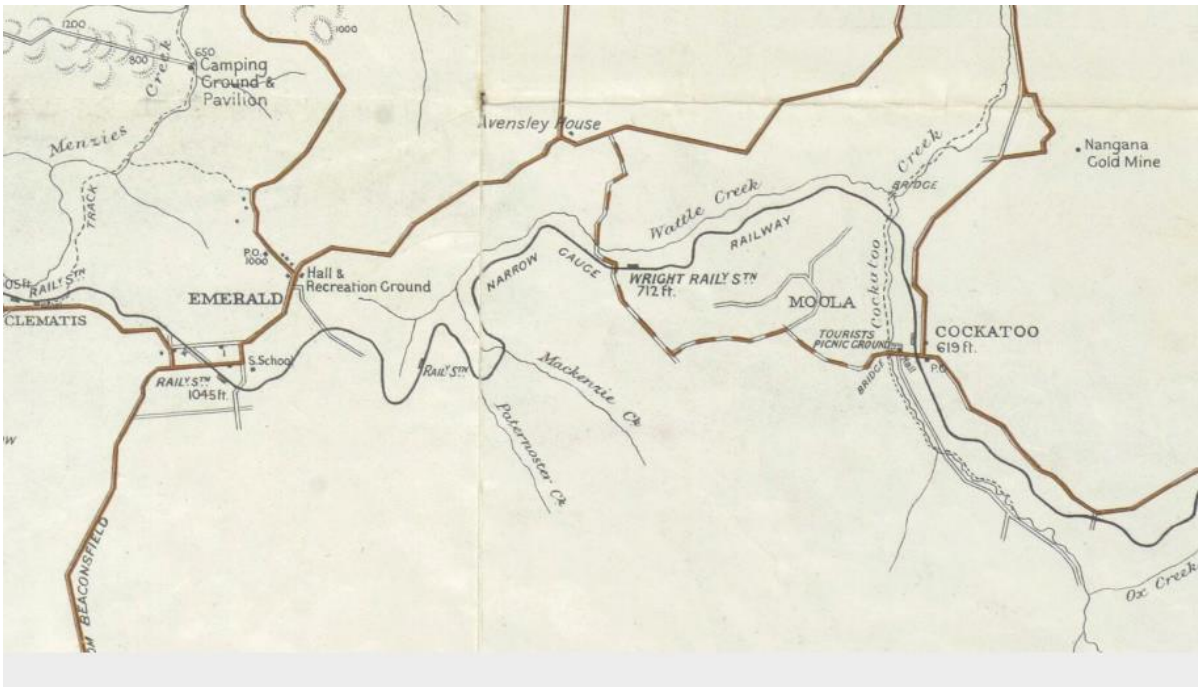 1200
800
650
Camping
Ground &
Pavilion
1000
Creek
Menzies
TRACK
Avensley House
Creek
Nangana
Gold Mine
BRIDGE
Wattle Creek
RAILWAY
NARROW GAUGE
WRIGHT RAILY. STN
712 ft.
MOOLA
Cockatoo
P.O.
1000
Hall &
Recreation Ground
EMERALD
RAILY. STN
CLEMATIS
TOURISTS
PICNIC GROUND
COCKATOO
619 ft.
BRIDGE
Hall
P.O.
S. School
RAILY. STN
1045 ft.
RAILY. STN
Mackenzie Ck
Paternoster Ck
BEACONSFIELD
Ox Creek